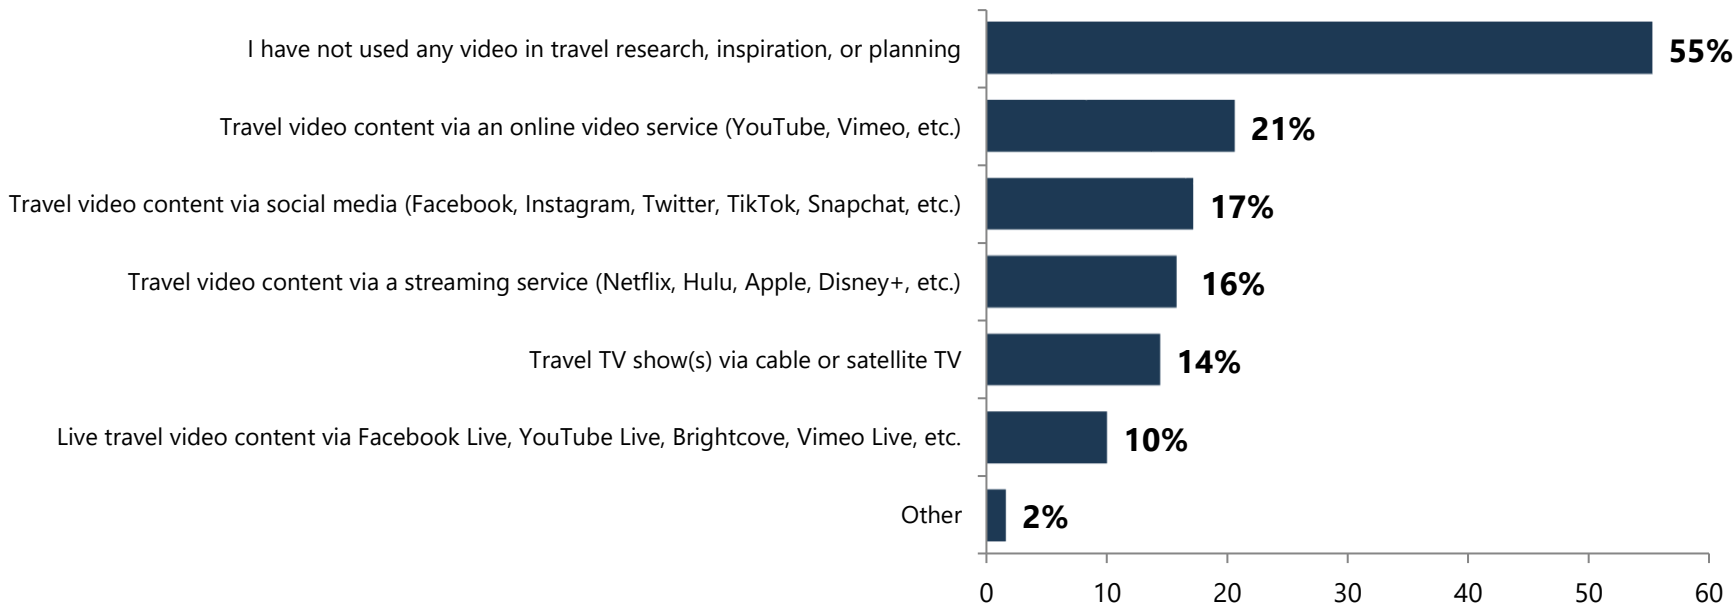 I have not used any video in travel research, inspiration, or planning
55%
Travel video content via an online video service (YouTube, Vimeo, etc.)
21%
Travel video content via social media (Facebook, Instagram, Twitter, TikTok, Snapchat, etc.)
17%
Travel video content via a streaming service (Netflix, Hulu, Apple, Disney+, etc.)
16%
Travel TV show(s) via cable or satellite TV
14%
Live travel video content via Facebook Live, YouTube Live, Brightcove, Vimeo Live, etc.
10%
Other
2%
0 10 20 30 40 50 60